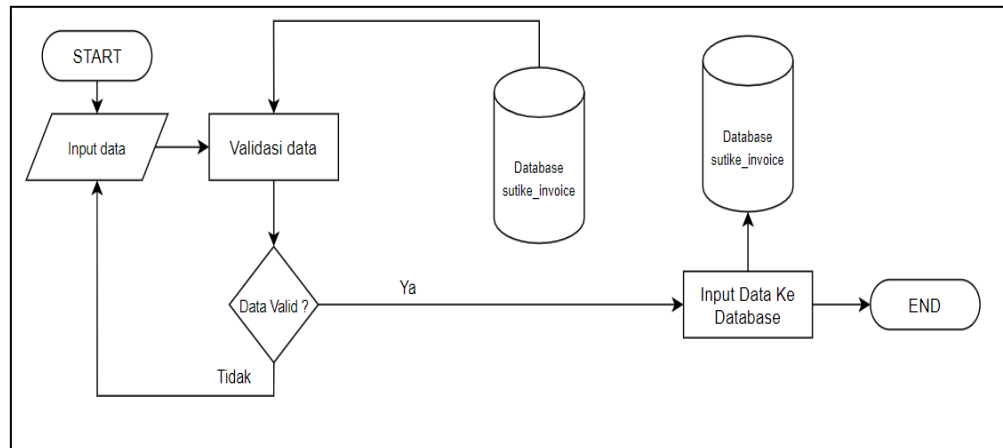 START
Input data
Validasi data
Database
sutike_invoice
Database
sutike_invoice
Data Valid ?
Ya
Tidak
Input Data Ke
Database
END